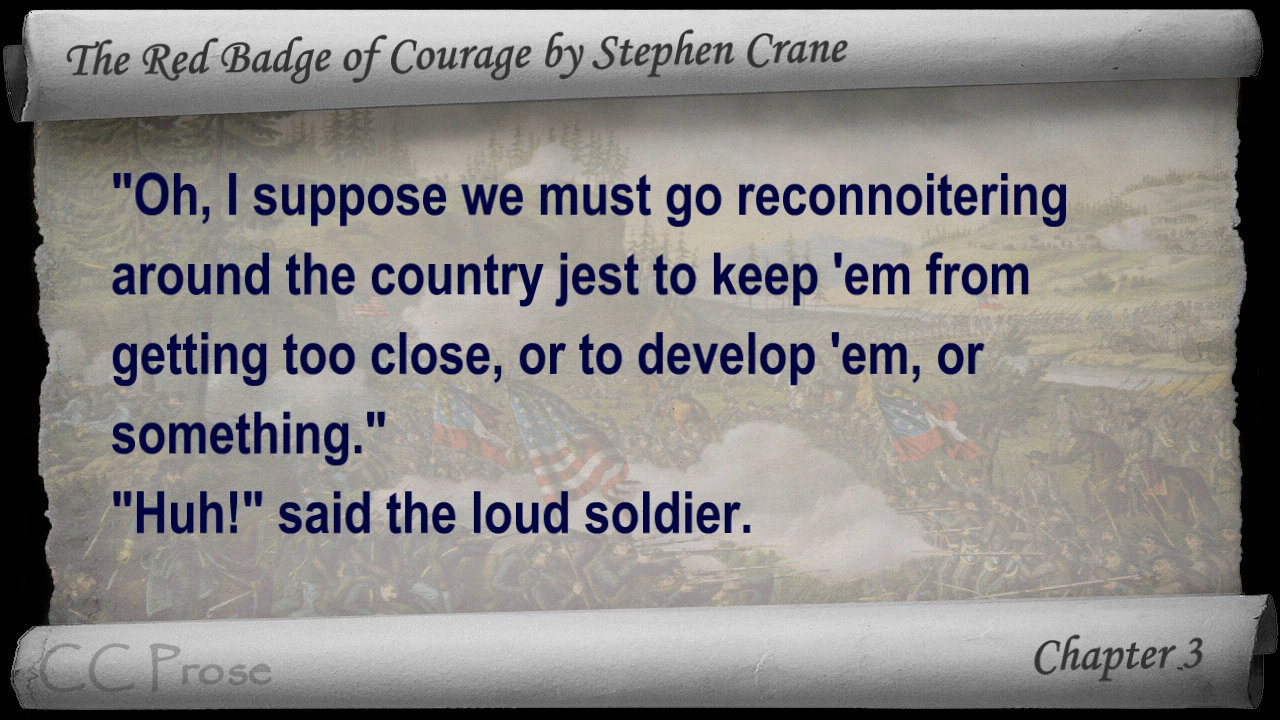 The Red Badge of Courage by Stephen Crane
"Oh, I suppose we must go reconnoitering
around the country jest to keep 'em from
getting too close, or to develop 'em, or
something."
"Huh!" said the loud soldier.
CC Prose
Chapter 3